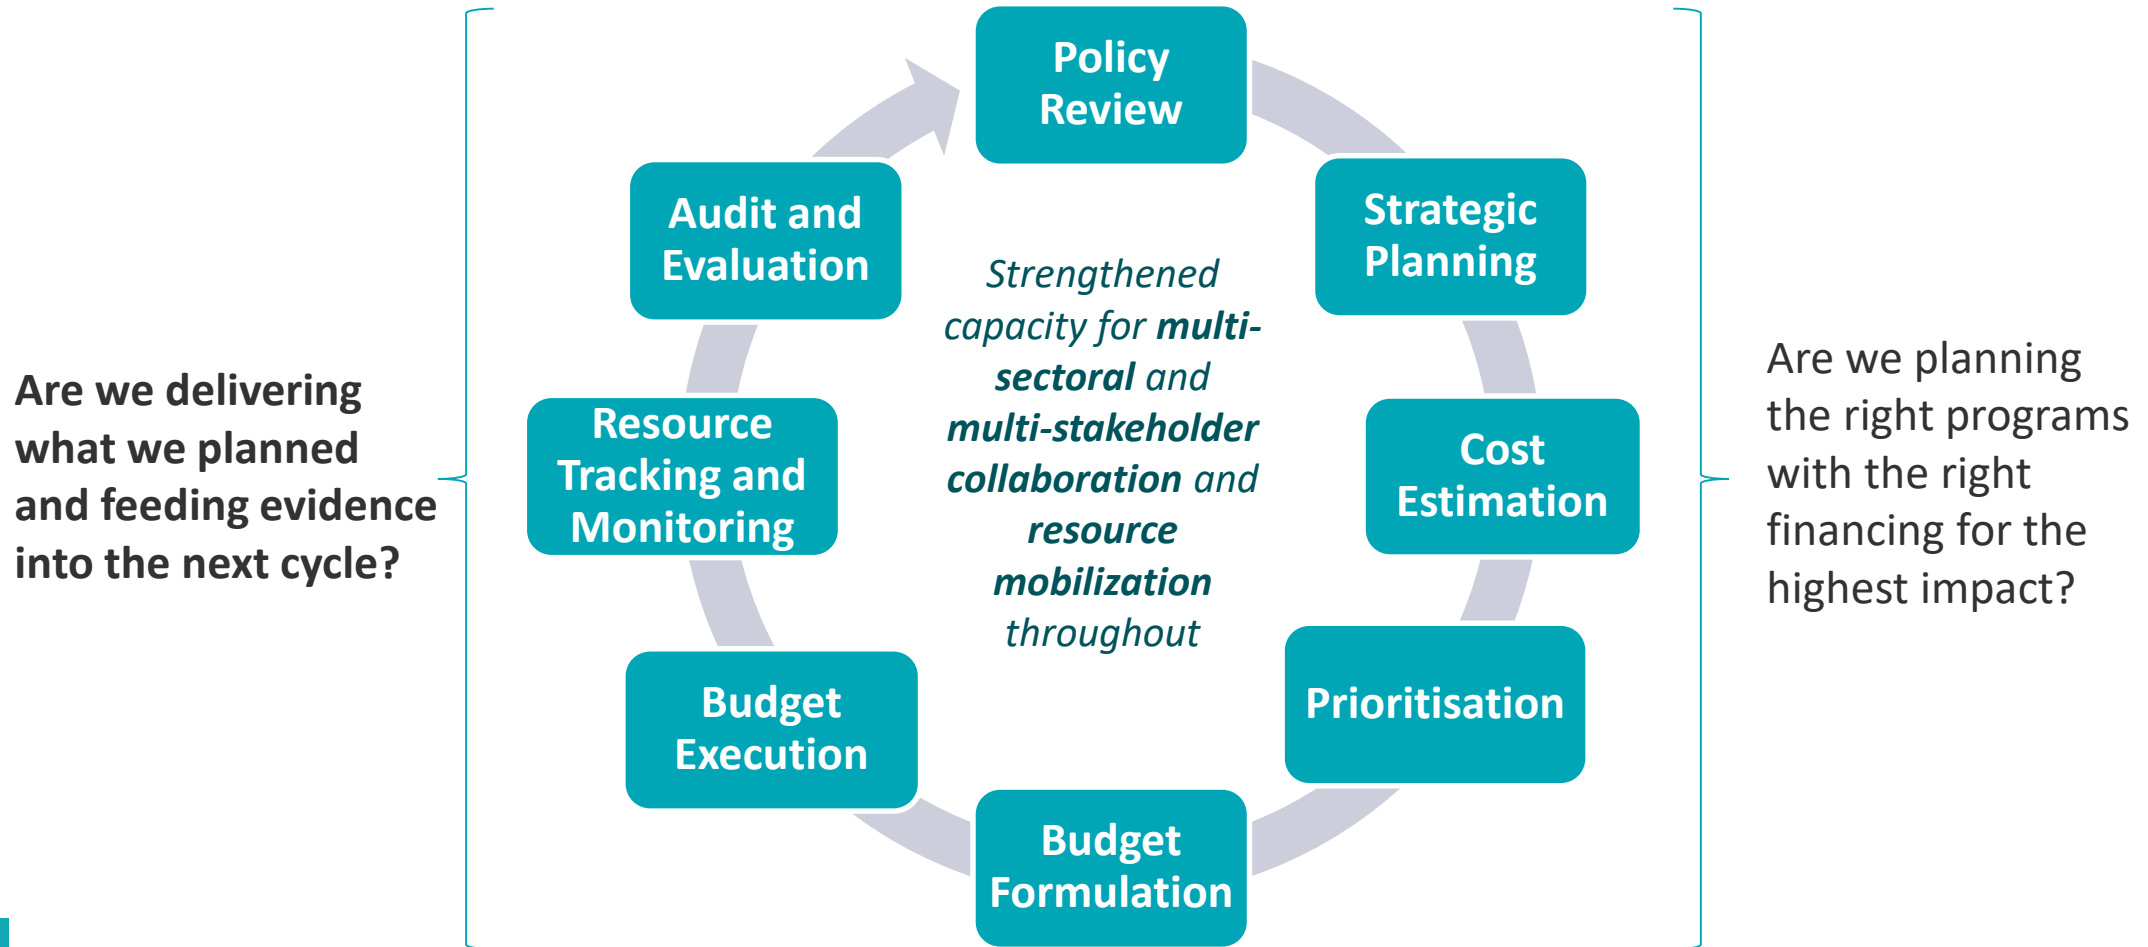 Policy
Review
Strategic
Planning
Cost
Estimation
Prioritisation
Budget
Formulation
Budget
Execution
Resource
Tracking and
Monitoring
Audit and
Evaluation
Strengthened
capacity for multi-
sectoral and
multi-stakeholder
collaboration and
resource
mobilization
throughout
Are we delivering
what we planned
and feeding evidence
into the next cycle?
Are we planning
the right programs
with the right
financing for the
highest impact?